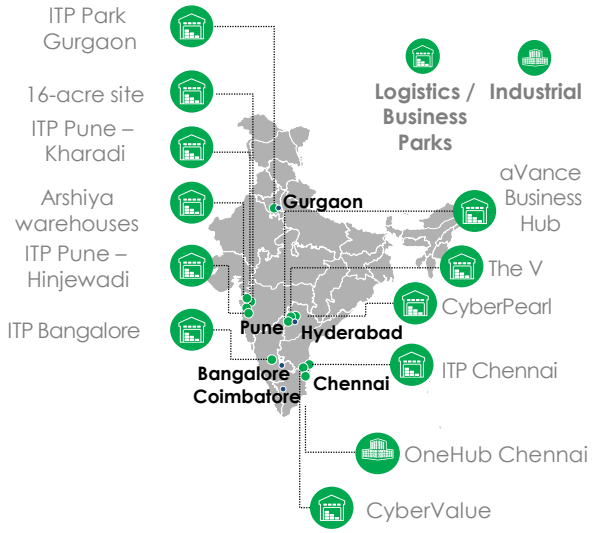 ITP Park
Gurgaon
16-acre site
ITP Pune –
Kharadi
Arshiya
warehouses
ITP Pune –
Hinjewadi
ITP Bangalore
Logistics /
Business
Parks
Industrial
aVance
Business
Hub
The V
CyberPearl
ITP Chennai
OneHub Chennai
CyberValue
Gurgaon
Pune
Hyderabad
Bangalore
Chennai
Coimbatore